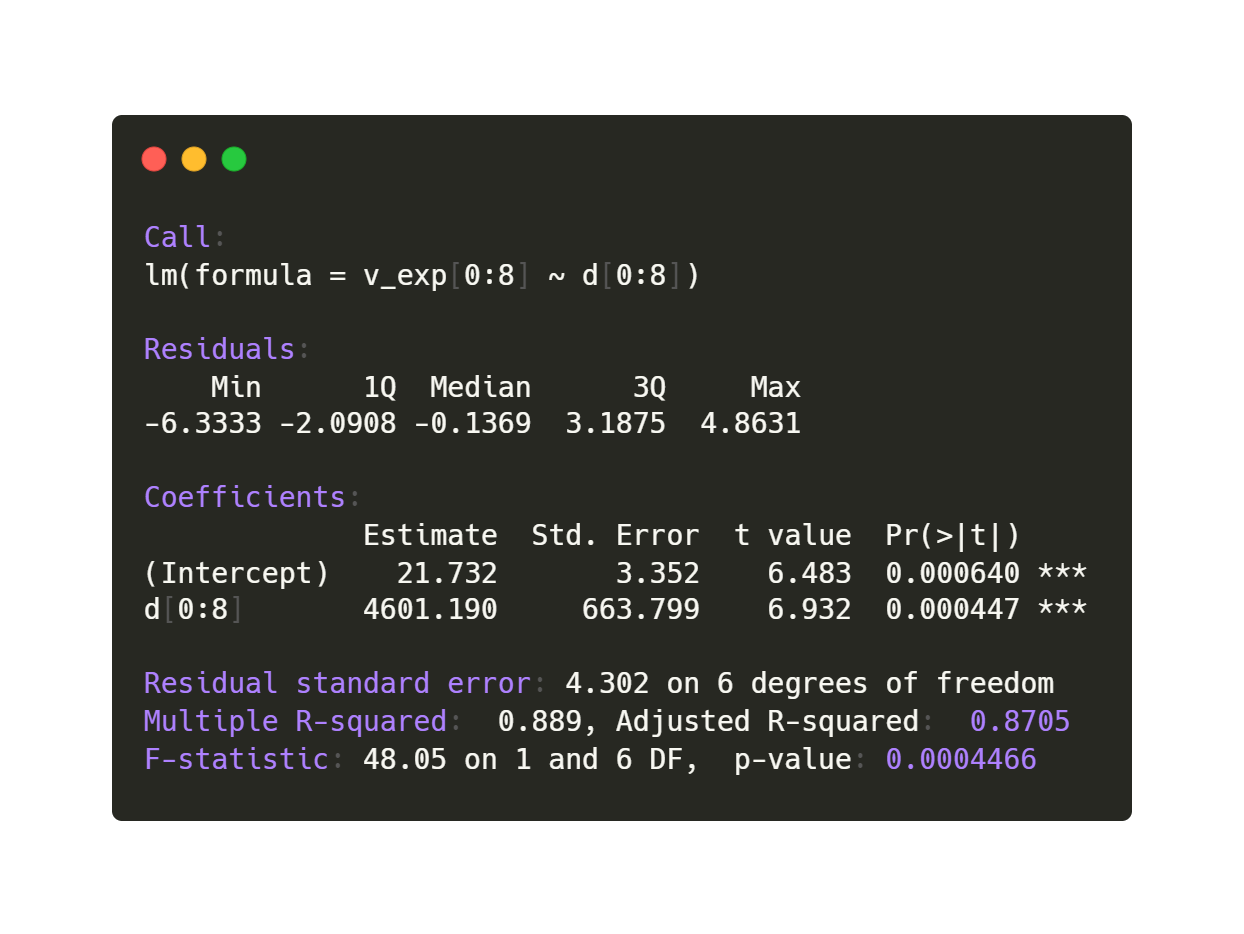 Call:
lm(formula = v_exp[0:8] ~ d[0:8])
Residuals:
    Min      1Q  Median      3Q     Max
-6.3333 -2.0908 -0.1369  3.1875  4.8631
Coefficients:
             Estimate  Std. Error  t value  Pr(>|t|)
(Intercept)    21.732       3.352    6.483  0.000640 ***
d[0:8]       4601.190     663.799    6.932  0.000447 ***
Residual standard error: 4.302 on 6 degrees of freedom
Multiple R-squared:  0.889, Adjusted R-squared:  0.8705
F-statistic: 48.05 on 1 and 6 DF,  p-value: 0.0004466